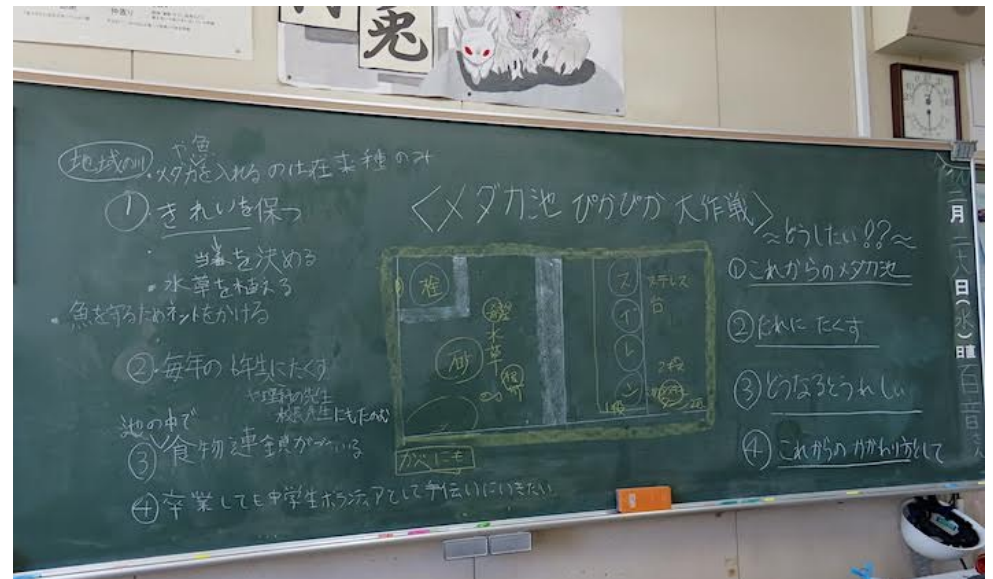 兎
地域の川
や魚
・メダカを入れるのは在来種のみ
① きれいを保つ
・当番を決める
・水草を植える
・魚を守るためネットをかける
② 毎年の6年生にたくす
や理科の先生
校長先生にもたのむ
池の中で
③ 食物連鎖がづいている
④ 卒業しても中学生ボランティアとして手伝いにいきたい
<メダカ池 ぴかぴか 大作戦>
～どうしたい??～
① これからのメダカ池
② だれに たくす
③ どうなるとうれしい
④ これからの かかわり方として
砂
水草
スイレン
ステンレス
台
かべにも
二月
二十八日(水)
日直